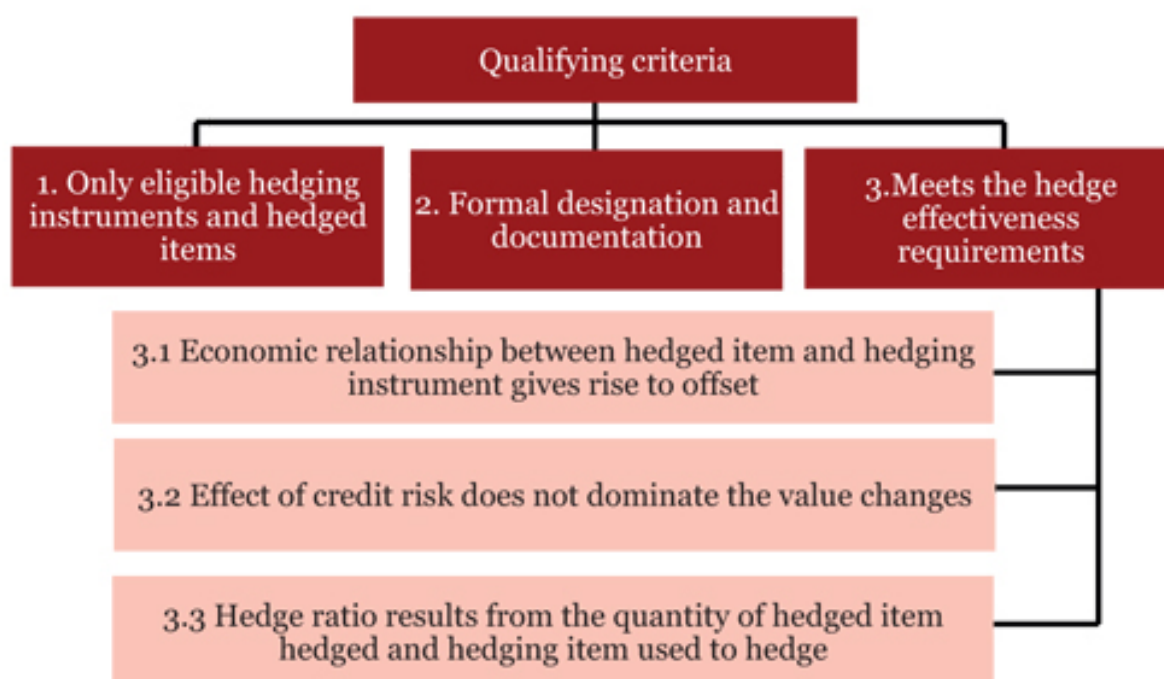 Qualifying criteria
1. Only eligible hedging
instruments and hedged
items
2. Formal designation and
documentation
3.Meets the hedge
effectiveness
requirements
3.1 Economic relationship between hedged item and hedging
instrument gives rise to offset
3.2 Effect of credit risk does not dominate the value changes
3.3 Hedge ratio results from the quantity of hedged item
hedged and hedging item used to hedge